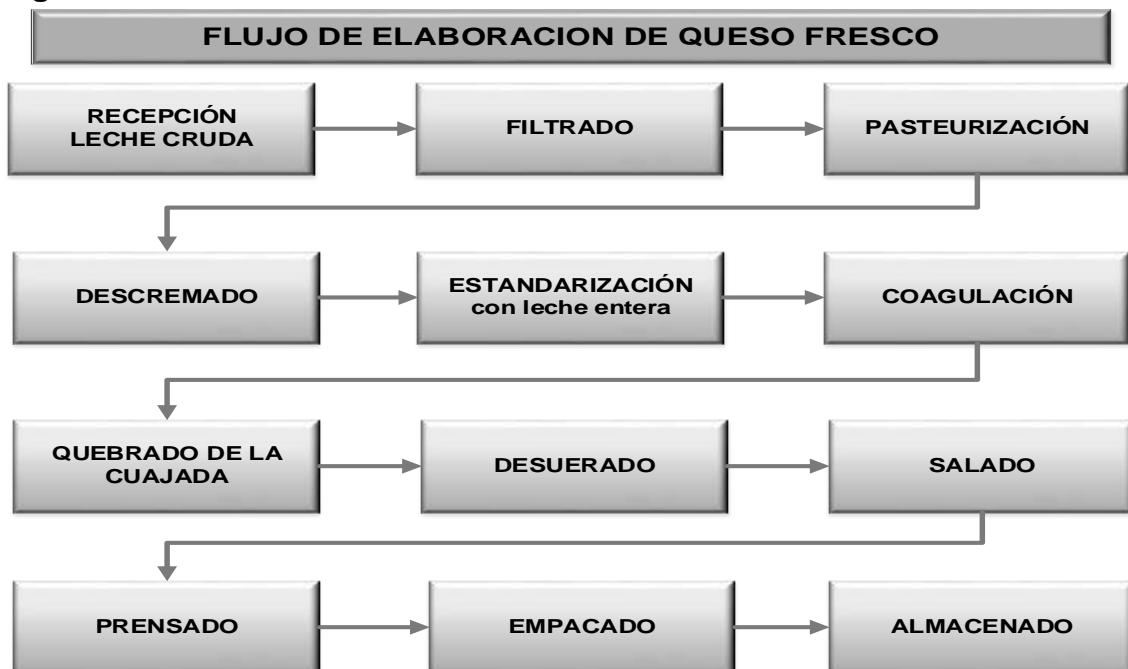 FLUJO DE ELABORACION DE QUESO FRESCO
RECEPCIÓN
LECHE CRUDA
FILTRADO
PASTEURIZACIÓN
DESCREMADO
ESTANDARIZACIÓN
con leche entera
COAGULACIÓN
QUEBRADO DE LA
CUAJADA
DESUERADO
SALADO
PRENSADO
EMPACADO
ALMACENADO